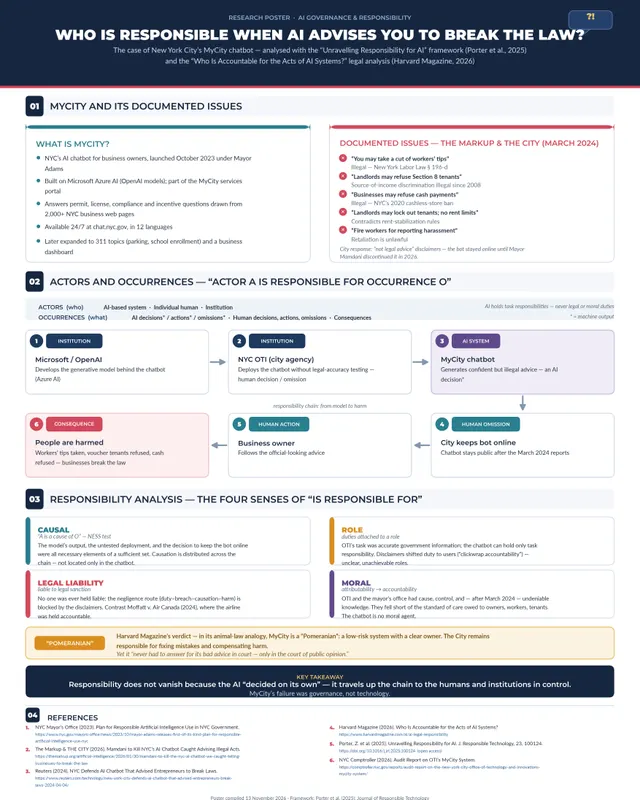 RESEARCH POSTER · AI GOVERNANCE & RESPONSIBILITY
?!
WHO IS RESPONSIBLE WHEN AI ADVISES YOU TO BREAK THE LAW?
The case of New York City's MyCity chatbot — analysed with the "Unravelling Responsibility for AI" framework (Porter et al., 2025)
and the "Who Is Accountable for the Acts of AI Systems?" legal analysis (Harvard Magazine, 2026)
01 MYCITY AND ITS DOCUMENTED ISSUES
WHAT IS MYCITY?
NYC's AI chatbot for business owners, launched October 2023 under Mayor
Adams
Built on Microsoft Azure AI (OpenAI models); part of the MyCity services
portal
Answers permit, license, compliance and incentive questions drawn from
2,000+ NYC business web pages
Available 24/7 at chat.nyc.gov, in 12 languages
Later expanded to 311 topics (parking, school enrollment) and a business
dashboard
DOCUMENTED ISSUES — THE MARKUP & THE CITY (MARCH 2024)
"You may take a cut of workers' tips"
Illegal — New York Labor Law § 196-d
"Landlords may refuse Section 8 tenants"
Source-of-income discrimination illegal since 2008
"Businesses may refuse cash payments"
Illegal — NYC's 2020 cashless-store ban
"Landlords may lock out tenants; no rent limits"
Contradicts rent-stabilization rules
"Fire workers for reporting harassment"
Retaliation is unlawful
City response: "not legal advice" disclaimers — the bot stayed online until Mayor
Mamdani discontinued it in 2026
02 ACTORS AND OCCURRENCES — "ACTOR A IS RESPONSIBLE FOR OCCURRENCE O"
ACTORS (who) AI-based system · Individual human · Institution
AI holds task responsibilities — never legal or moral duties
OCCURRENCES (what) AI decisions* / actions* / omissions* · Human decisions, actions, omissions · Consequences
* = machine output
1 INSTITUTION
Microsoft / OpenAI
Develops the generative model behind the chatbot
(Azure AI)
2 INSTITUTION
NYC OTI (city agency)
Deploys the chatbot without legal-accuracy testing —
human decision / omission
3 AI SYSTEM
MyCity chatbot
Generates confident but illegal advice — an AI
decision*
responsibility chain: from model to harm
6 CONSEQUENCE
People are harmed
Workers' tips taken, voucher tenants refused, cash
refused — businesses break the law
5 HUMAN ACTION
Business owner
Follows the official-looking advice
4 HUMAN OMISSION
City keeps bot online
Chatbot stays public after the March 2024 reports
03 RESPONSIBILITY ANALYSIS — THE FOUR SENSES OF "IS RESPONSIBLE FOR"
CAUSAL
"A is a cause of O" — NESS test
The model's output, the untested deployment, and the decision to keep the bot online
were all necessary elements of a sufficient set. Causation is distributed across the
chain — not located only in the chatbot.
ROLE
duties attached to a role
OTI's task was accurate government information; the chatbot can hold only task
responsibility. Disclaimers shifted duty to users ("clickwrap accountability") —
unclear, unachievable roles.
LEGAL LIABILITY
liable to legal sanction
No one was ever held liable; the negligence route (duty–breach–causation–harm) is
blocked by the disclaimers. Contrast Moffatt v. Air Canada (2024), where the airline
was held accountable.
MORAL
attributability → accountability
OTI and the mayor's office had cause, control, and — after March 2024 — undeniable
knowledge. They fell short of the standard of care owed to owners, workers, tenants.
The chatbot is no moral agent.
"POMERANIAN"
Harvard Magazine's verdict — in its animal-law analogy, MyCity is a "Pomeranian": a low-risk system with a clear owner. The City remains
responsible for fixing mistakes and compensating harm.
Yet it "never had to answer for its bad advice in court — only in the court of public opinion."
KEY TAKEAWAY
Responsibility does not vanish because the AI "decided on its own" — it travels up the chain to the humans and institutions in control.
MyCity's failure was governance, not technology.
04 REFERENCES
1. NYC Mayor's Office (2023). Plan for Responsible Artificial Intelligence Use in NYC Government.
2. The Markup & THE CITY (2026). Mamdani to Kill NYC's AI Chatbot Caught Advising Illegal Acts.
3. Reuters (2024). NYC Defends AI Chatbot That Advised Entrepreneurs to Break Laws.
4. Harvard Magazine (2026). Who Is Accountable for the Acts of AI Systems?
5. Porter, Z. et al. (2025). Unravelling Responsibility for AI. J. Responsible Technology, 23, 100124.
6. NYC Comptroller (2026). Audit Report on OTI's MyCity System.
Poster compiled 13 November 2026 · Framework: Porter et al. (2025), Journal of Responsible Technology